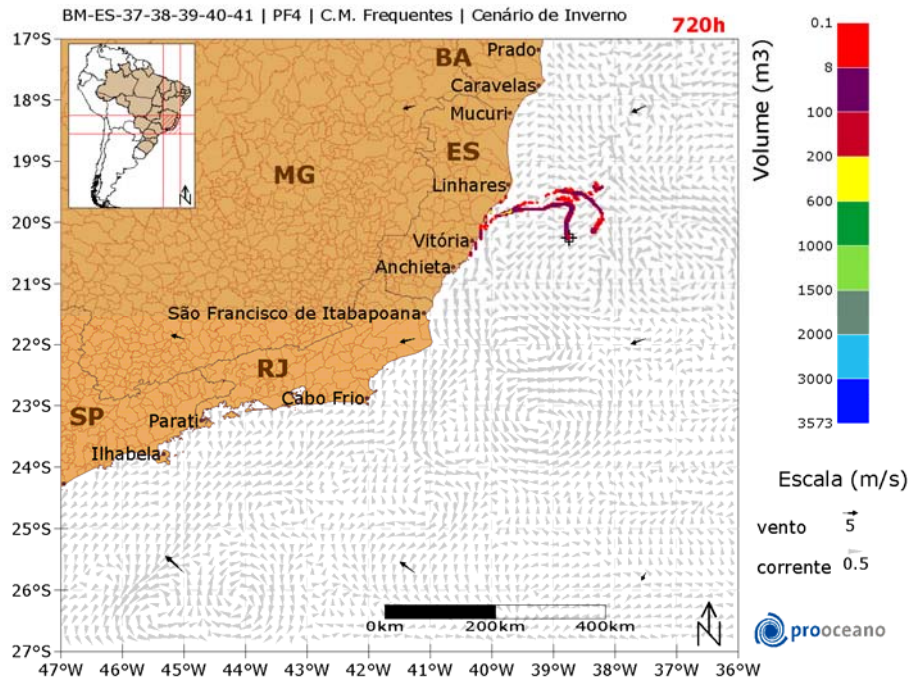 BM-ES-37-38-39-40-41 | PF4 | C.M. Frequentes | Cenário de Inverno
720h
17°S
18°S
19°S
20°S
21°S
22°S
23°S
24°S
25°S
26°S
27°S
BA
Prado
Caravelas
Mucuri
ES
MG
Linhares
Vitória
Anchieta
São Francisco de Itabapoana
RJ
Cabo Frio
SP
Parati
Ilhabela
N
0km
200km
400km
N
47°W
46°W
45°W
44°W
43°W
42°W
41°W
40°W
39°W
38°W
37°W
36°W
Volume (m3)
0.1
8
100
200
600
1000
1500
2000
3000
3573
Escala (m/s)
vento 5
corrente 0.5
prooceano